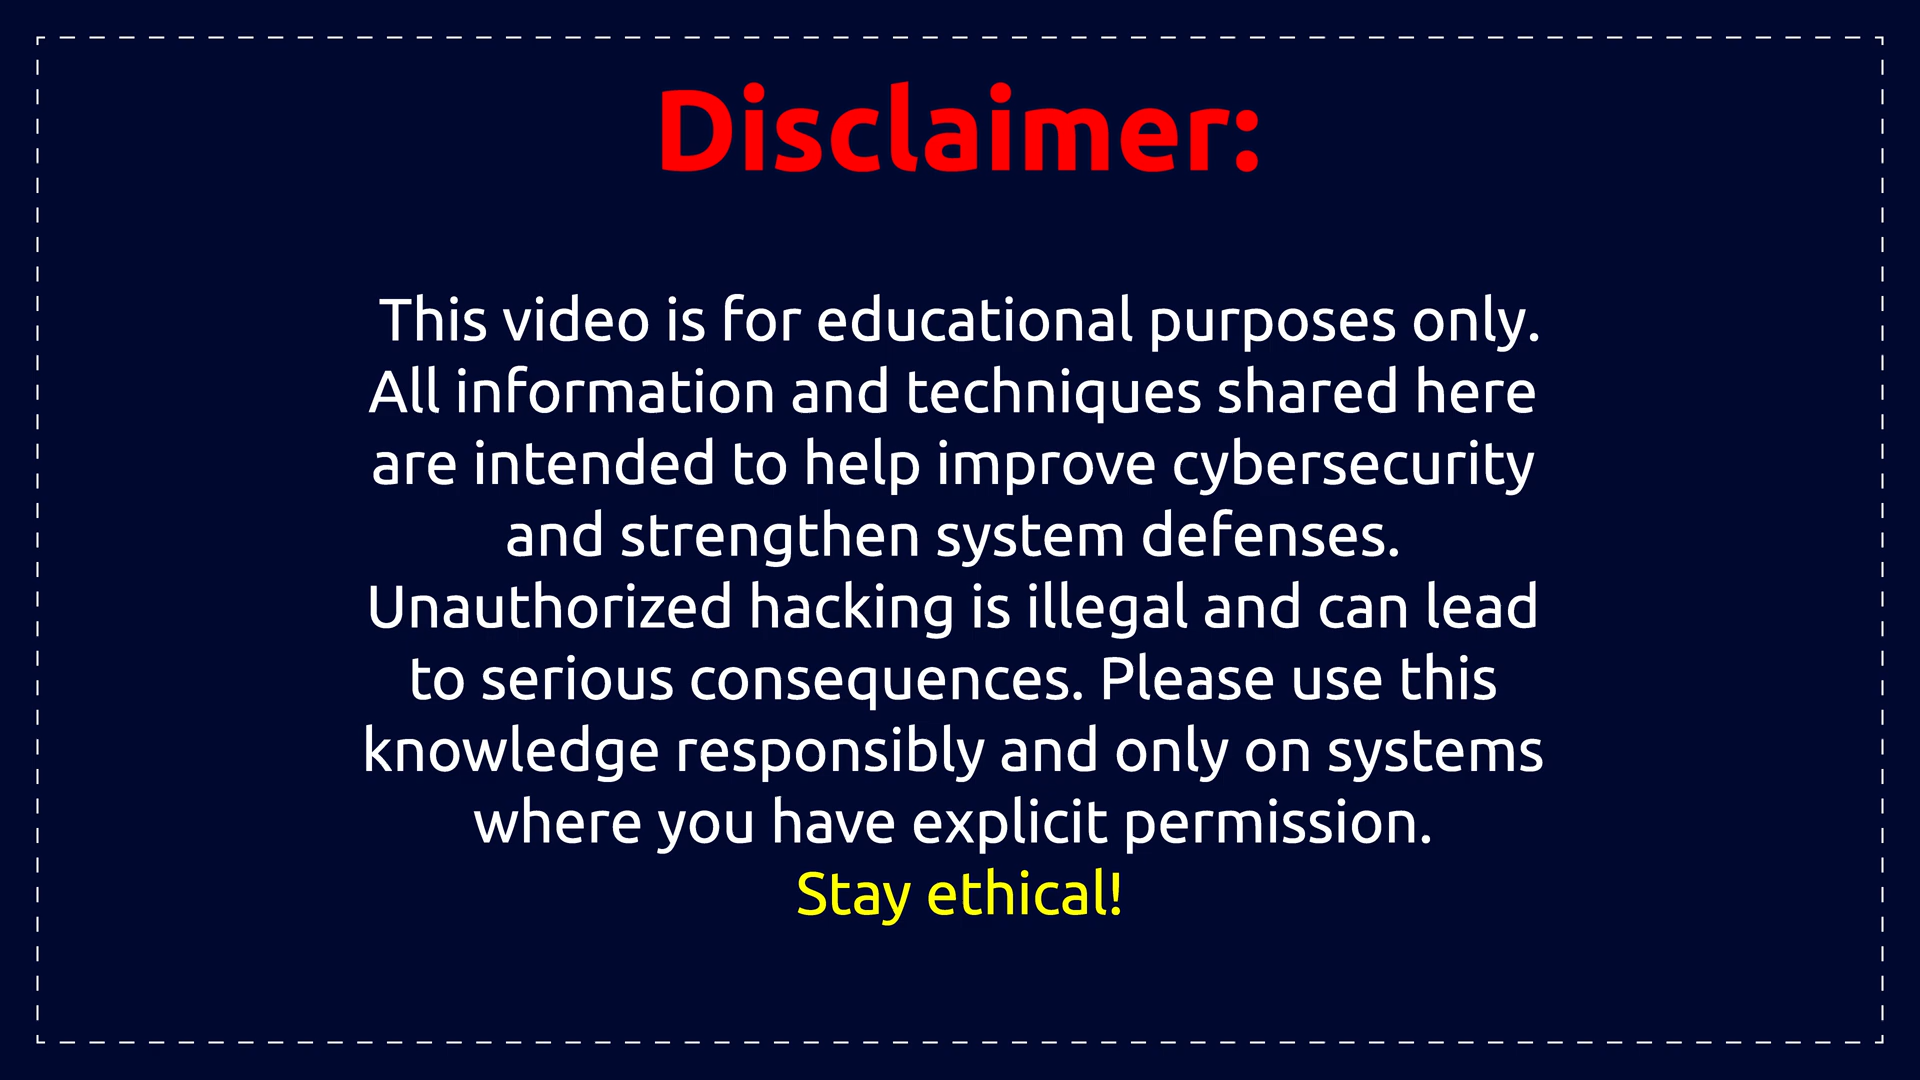 Disclaimer:
This video is for educational purposes only.
All information and techniques shared here
are intended to help improve cybersecurity
and strengthen system defenses.
Unauthorized hacking is illegal and can lead
to serious consequences. Please use this
knowledge responsibly and only on systems
where you have explicit permission.
Stay ethical!